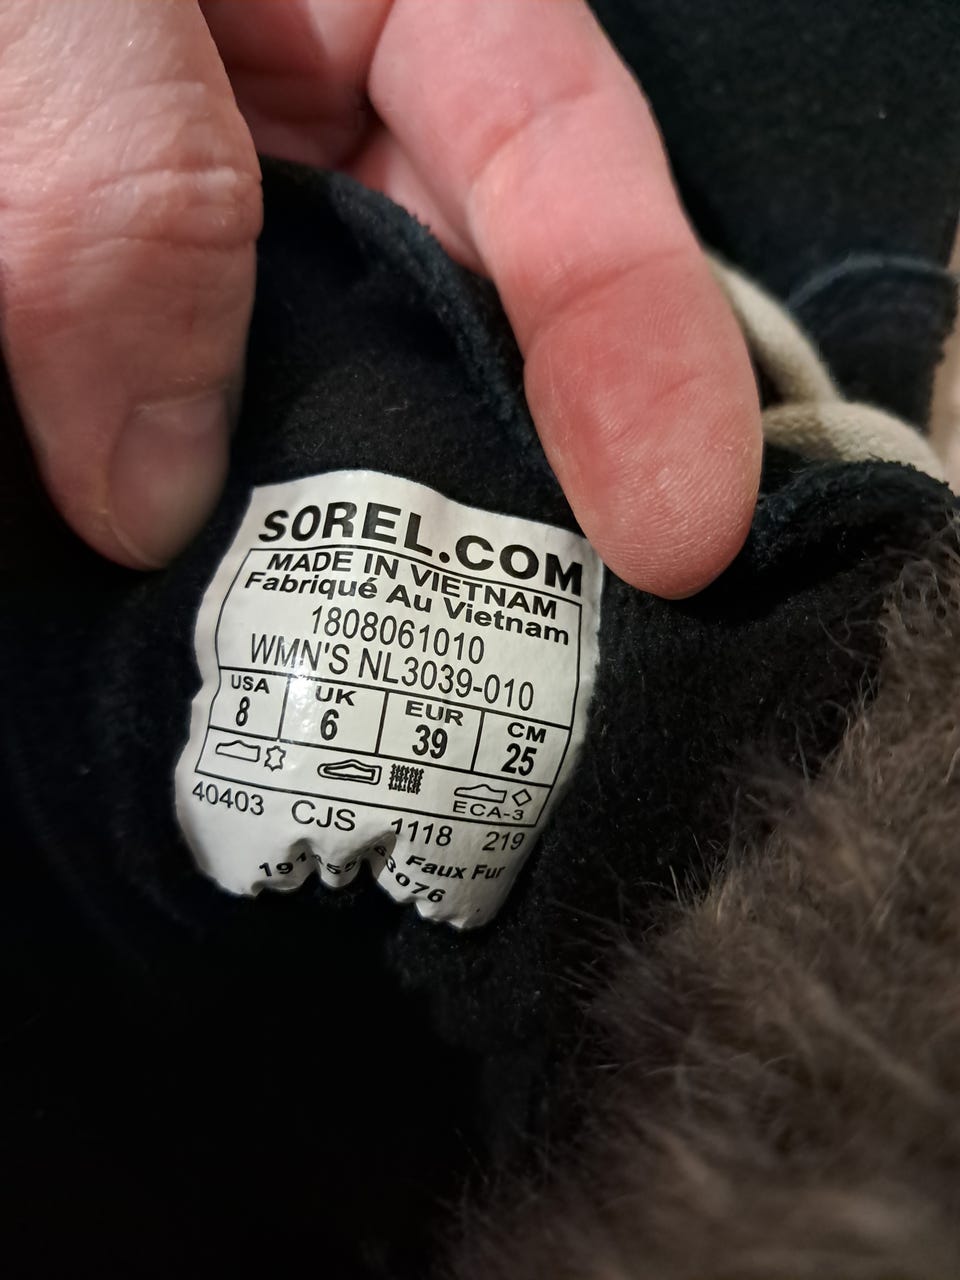 SOREL.COM
MADE IN VIETNAM
Fabriqué Au Vietnam
1808061010
WMN'S NL3039-010
USA UK EUR CM
8 6 39 25
ECA-3
40403 CJS 1118 219
Faux Fur